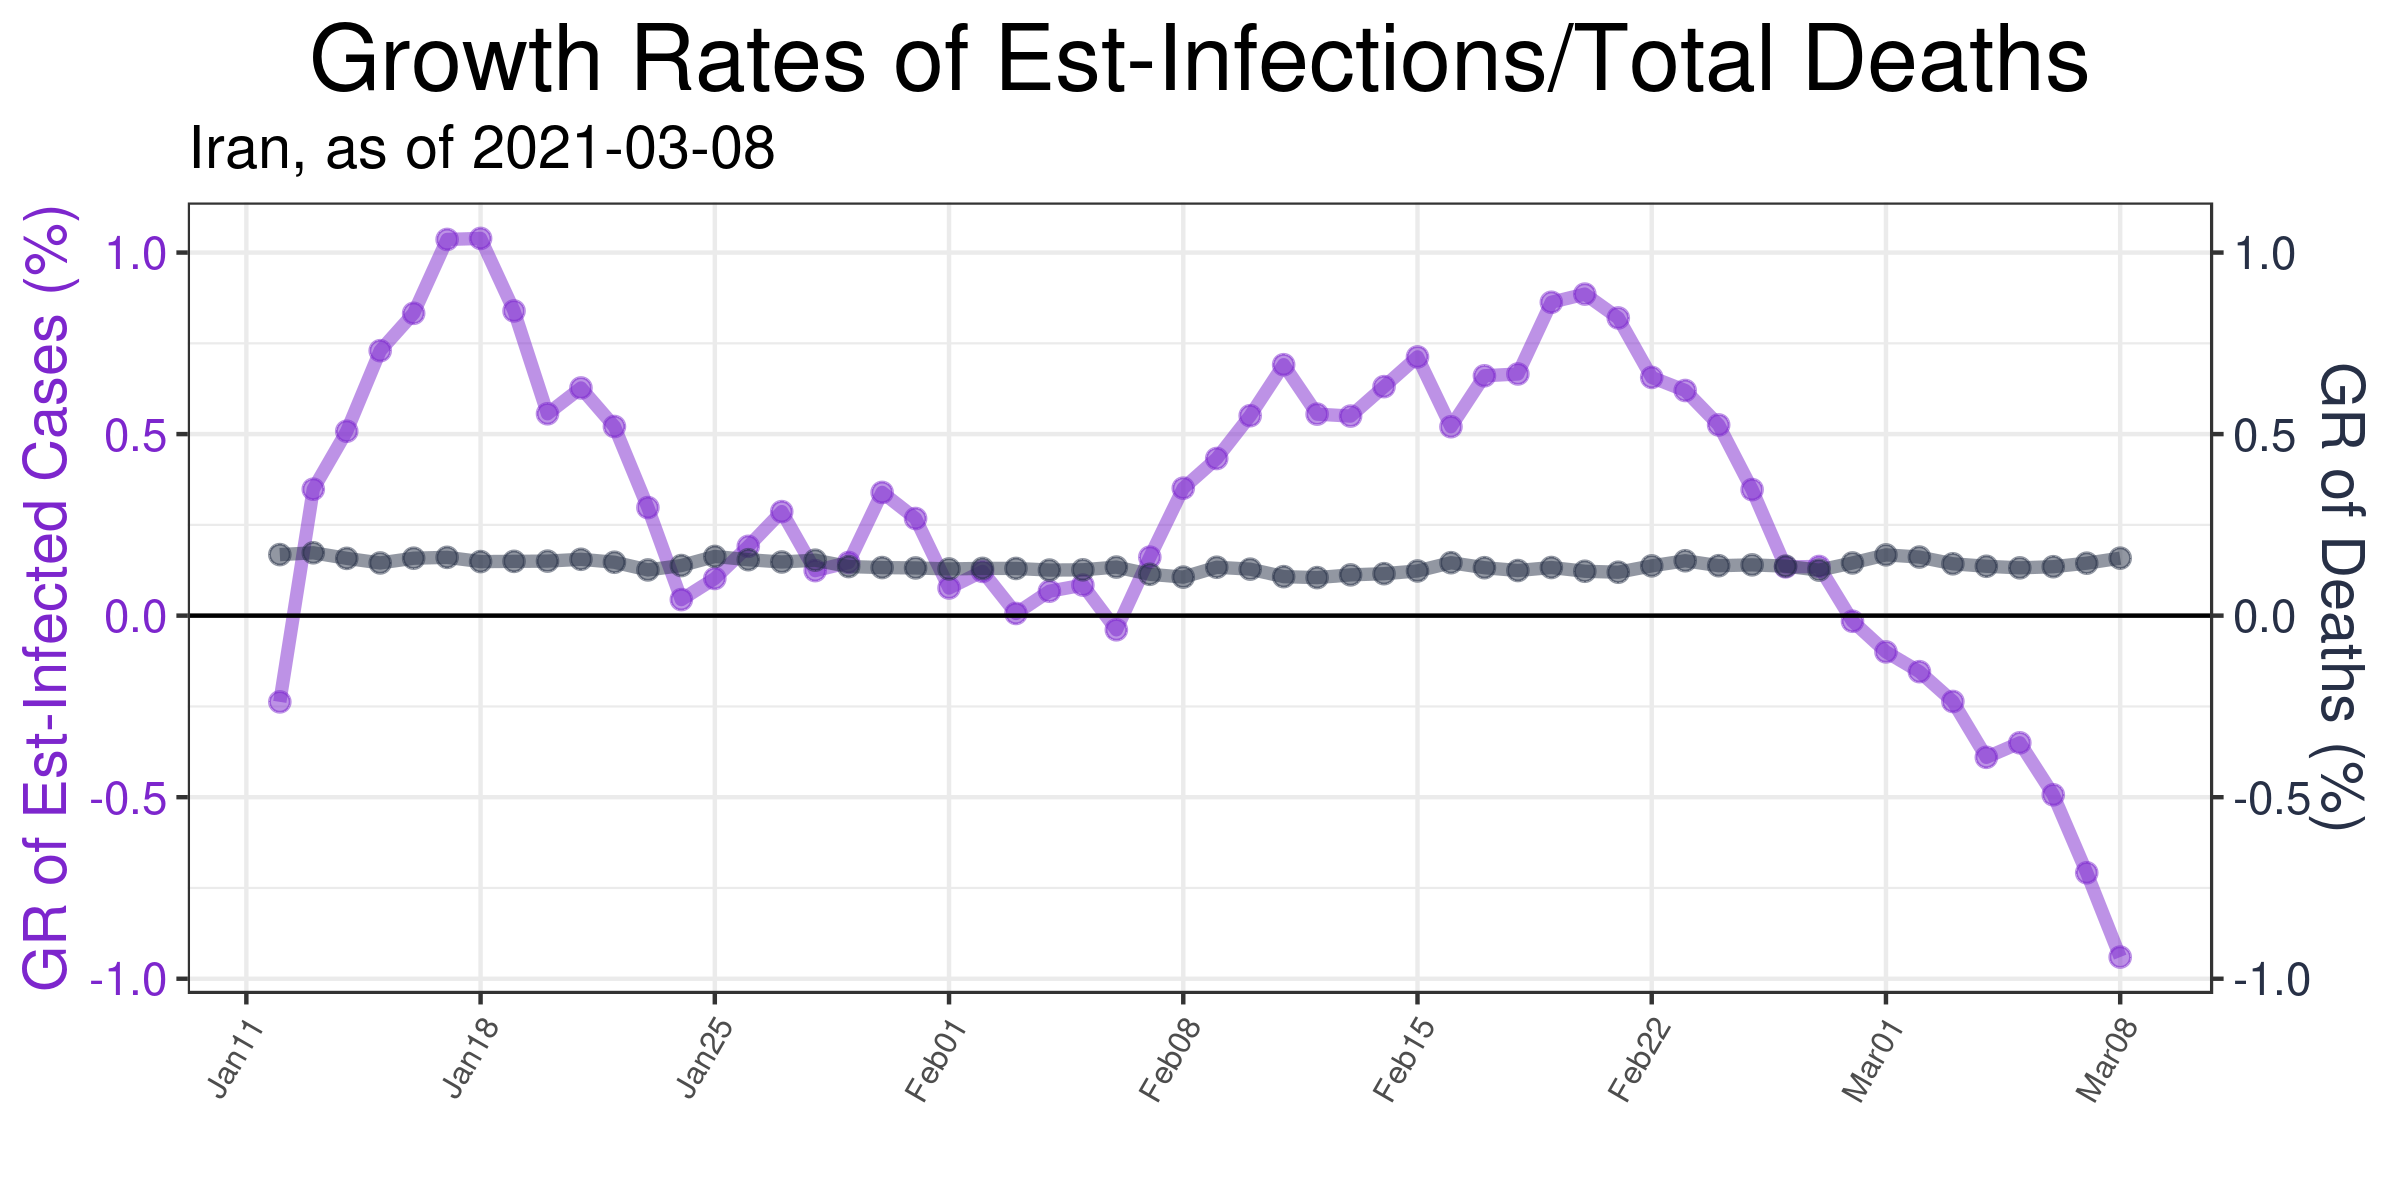 Growth Rates of Est-Infections/Total Deaths
Iran, as of 2021-03-08
GR of Est-Infected Cases (%)
1.0
0.5
0.0
-0.5
-1.0
1.0
0.5
0.0
-0.5
-1.0
GR of Deaths (%)
Jan11
Jan18
Jan25
Feb01
Feb08
Feb15
Feb22
Mar01
Mar08